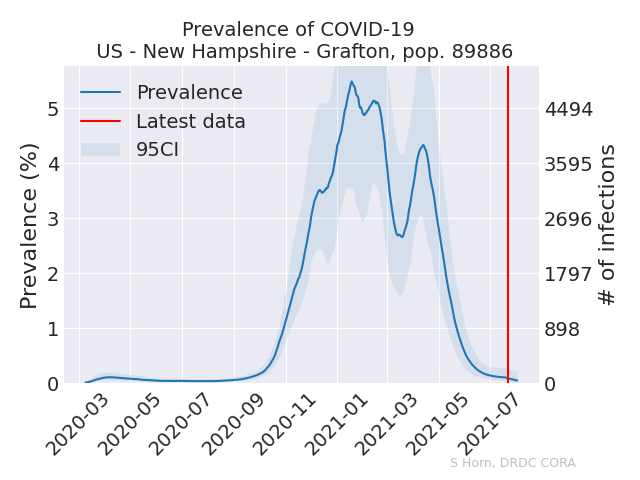 Prevalence of COVID-19
US - New Hampshire - Grafton, pop. 89886
Prevalence
Latest data
95CI
Prevalence (%)
5
4
3
2
1
0
4494
3595
2696
1797
898
0
# of infections
2020-03
2020-05
2020-07
2020-09
2020-11
2021-01
2021-03
2021-05
2021-07
S Horn, DRDC CORA